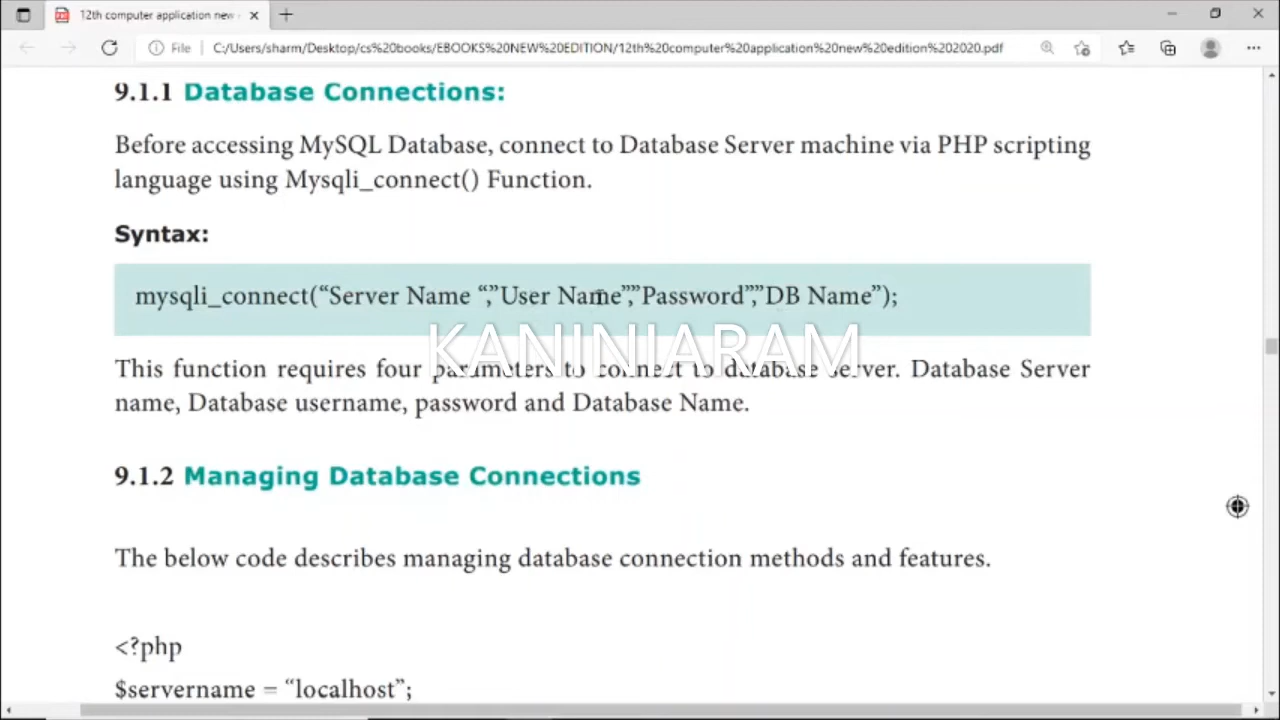 12th computer application new
File
C:/Users/sharm/Desktop/cs%20books/EBOOKS%20NEW%20EDITION/12th%20computer%20application%20new%20edition%202020.pdf
9.1.1 Database Connections:
Before accessing MySQL Database, connect to Database Server machine via PHP scripting
language using Mysqli_connect() Function.
Syntax:
mysqli_connect(“Server Name “,”User Name”,”Password”,”DB Name”);
KANINIARAM
This function requires four parameters to connect to database server. Database Server
name, Database username, password and Database Name.
9.1.2 Managing Database Connections
The below code describes managing database connection methods and features.
<?php
$servername = “localhost”;